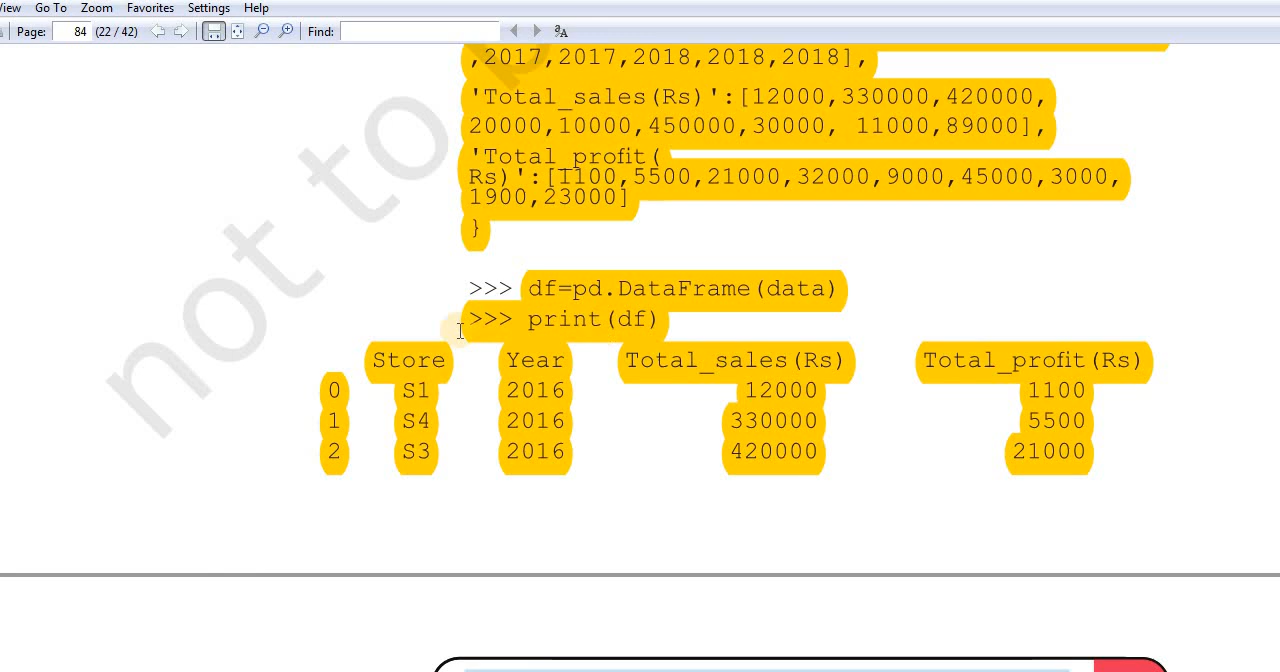 View Go To Zoom Favorites Settings Help
Page: 84 (22 / 42) Find:
,2017,2017,2018,2018,2018],
'Total_sales(Rs)':[12000,330000,420000,
20000,10000,450000,30000, 11000,89000],
'Total_profit(
Rs)':[1100,5500,21000,32000,9000,45000,3000,
1900,23000]
}
>>> df=pd.DataFrame(data)
>>> print(df)
Store Year Total_sales(Rs) Total_profit(Rs)
0 S1 2016 12000 1100
1 S4 2016 330000 5500
2 S3 2016 420000 21000
not to b